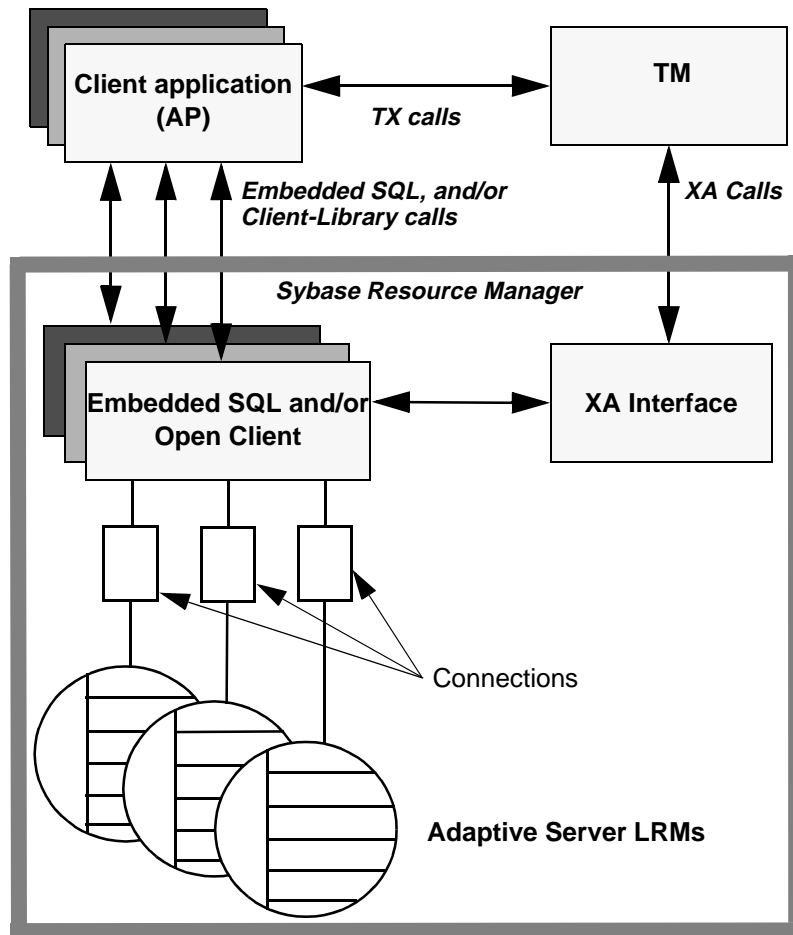 Client application
(AP)
TM
TX calls
Embedded SQL, and/or
Client-Library calls
XA Calls
Sybase Resource Manager
Embedded SQL and/or
Open Client
XA Interface
Connections
Adaptive Server LRMs